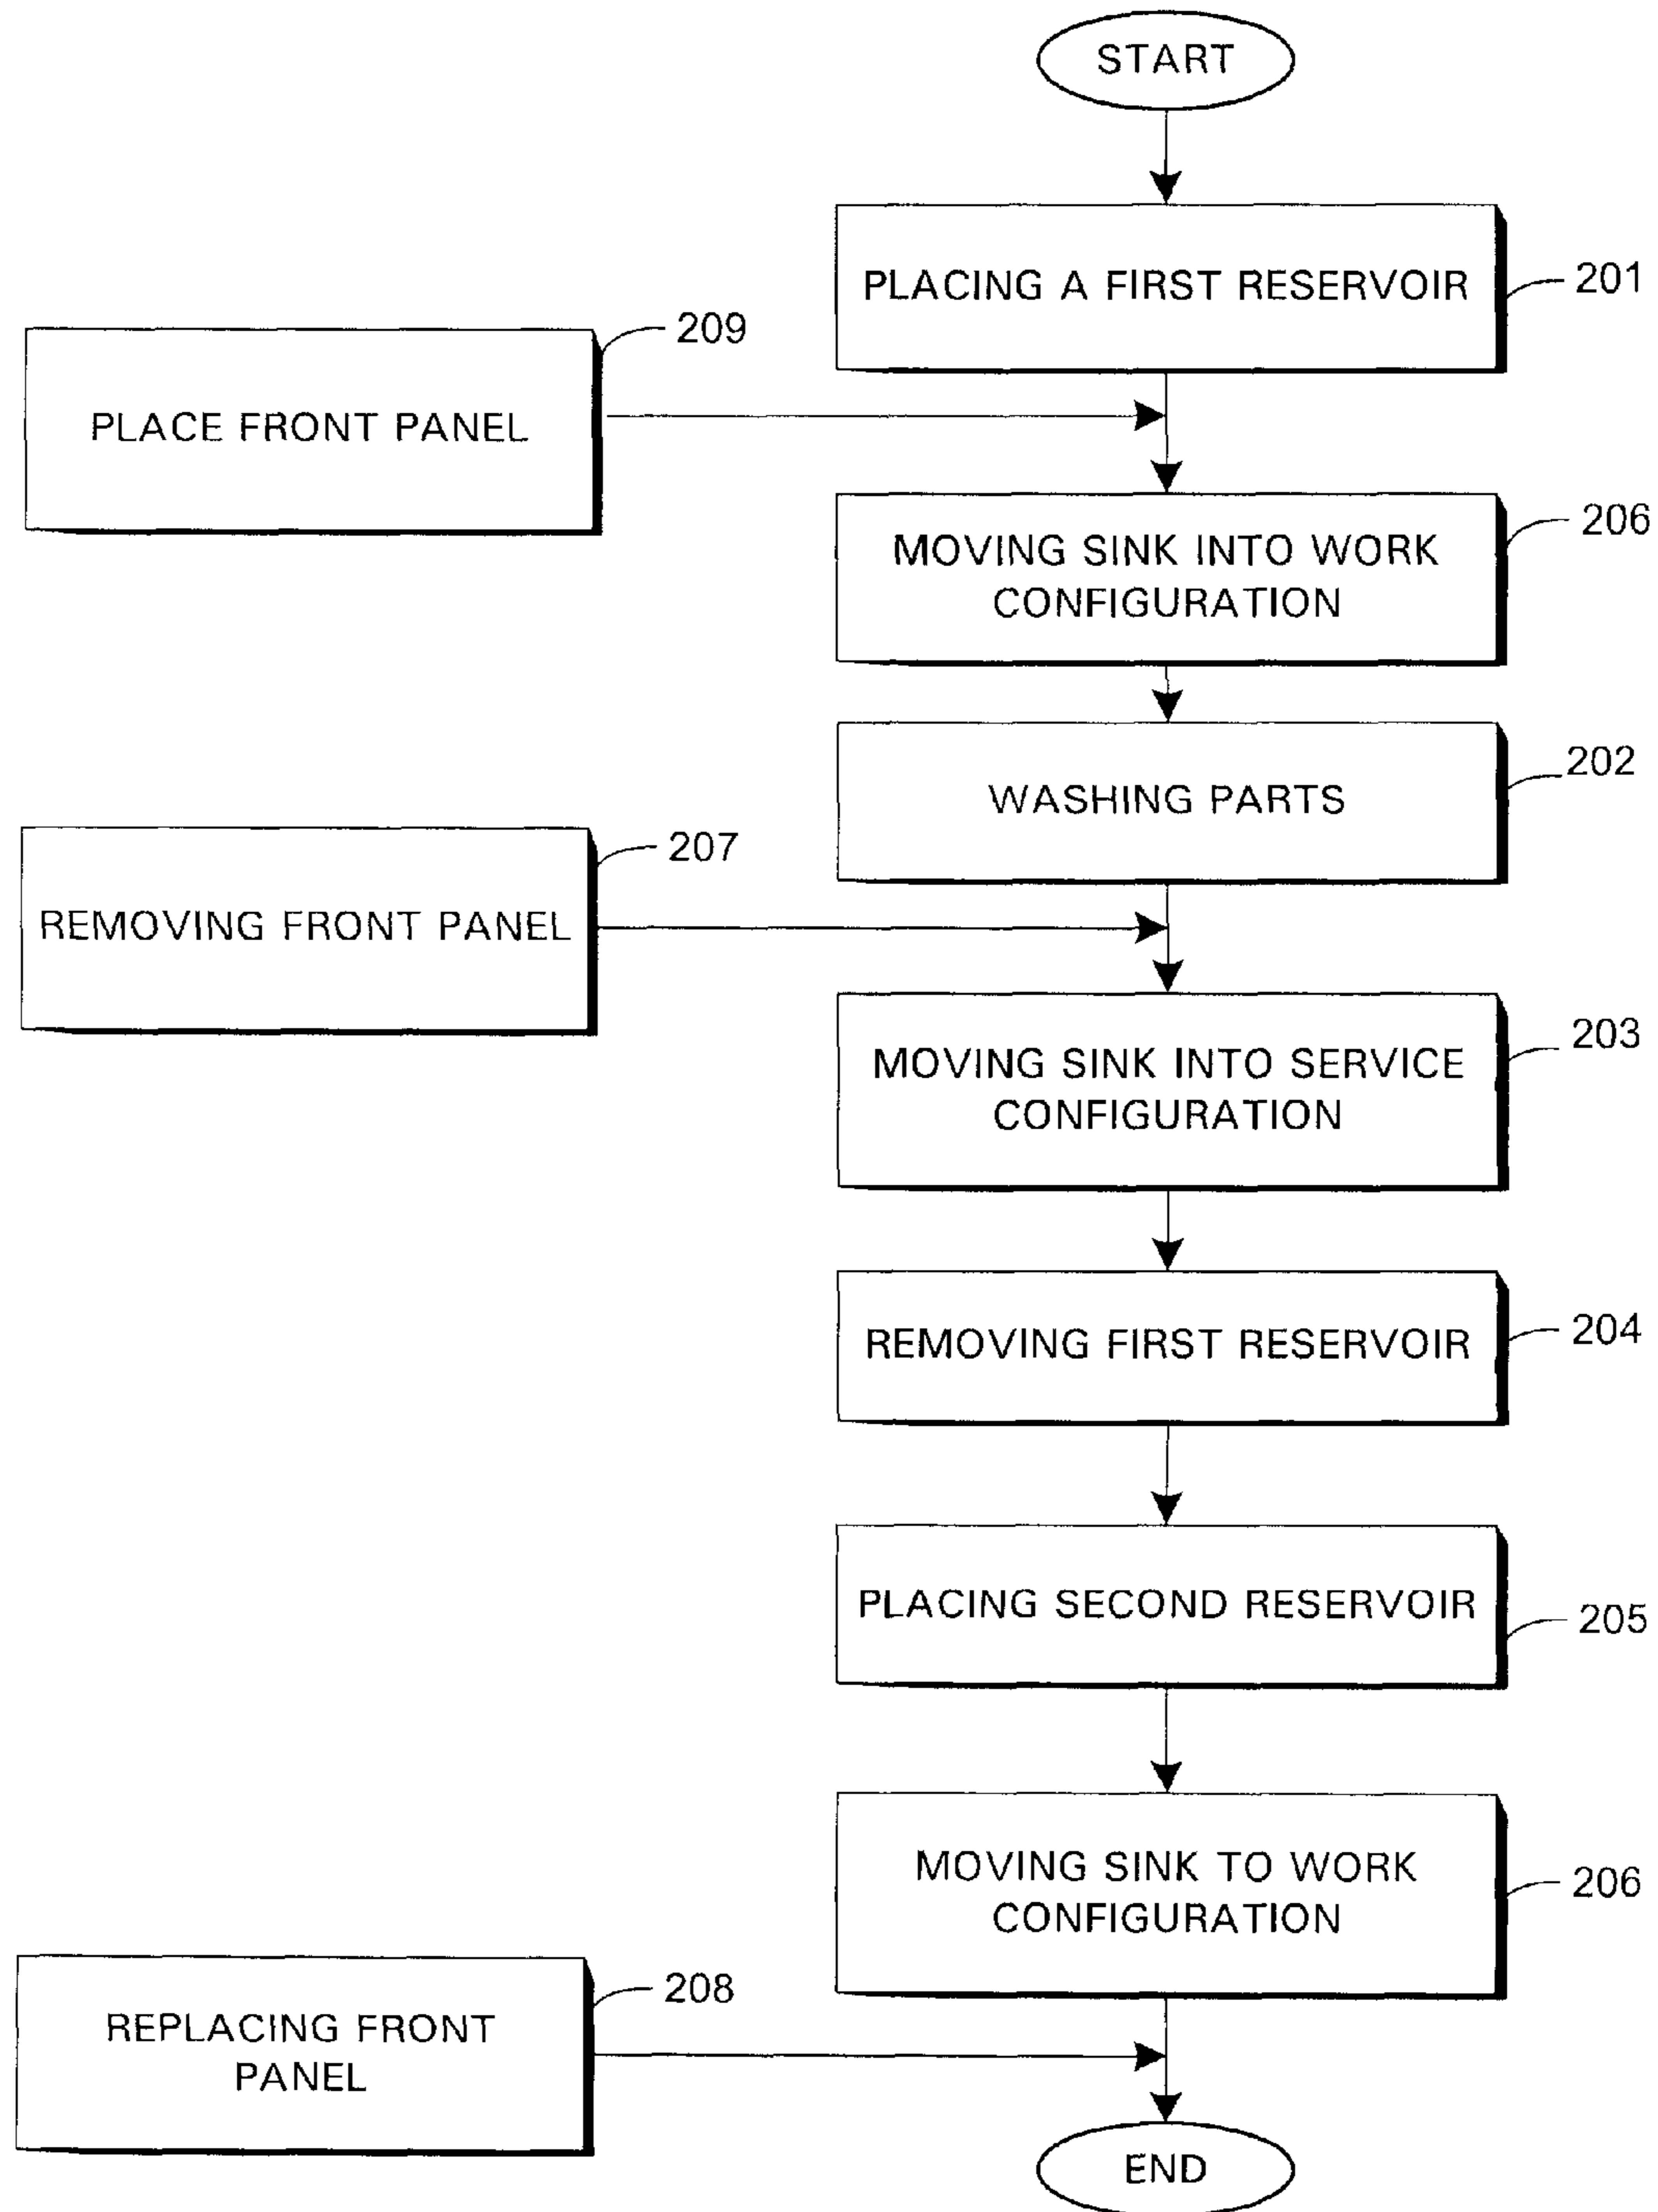 START
PLACING A FIRST RESERVOIR
201
PLACE FRONT PANEL
209
MOVING SINK INTO WORK
CONFIGURATION
206
WASHING PARTS
202
REMOVING FRONT PANEL
207
MOVING SINK INTO SERVICE
CONFIGURATION
203
REMOVING FIRST RESERVOIR
204
PLACING SECOND RESERVOIR
205
MOVING SINK TO WORK
CONFIGURATION
206
REPLACING FRONT
PANEL
208
END